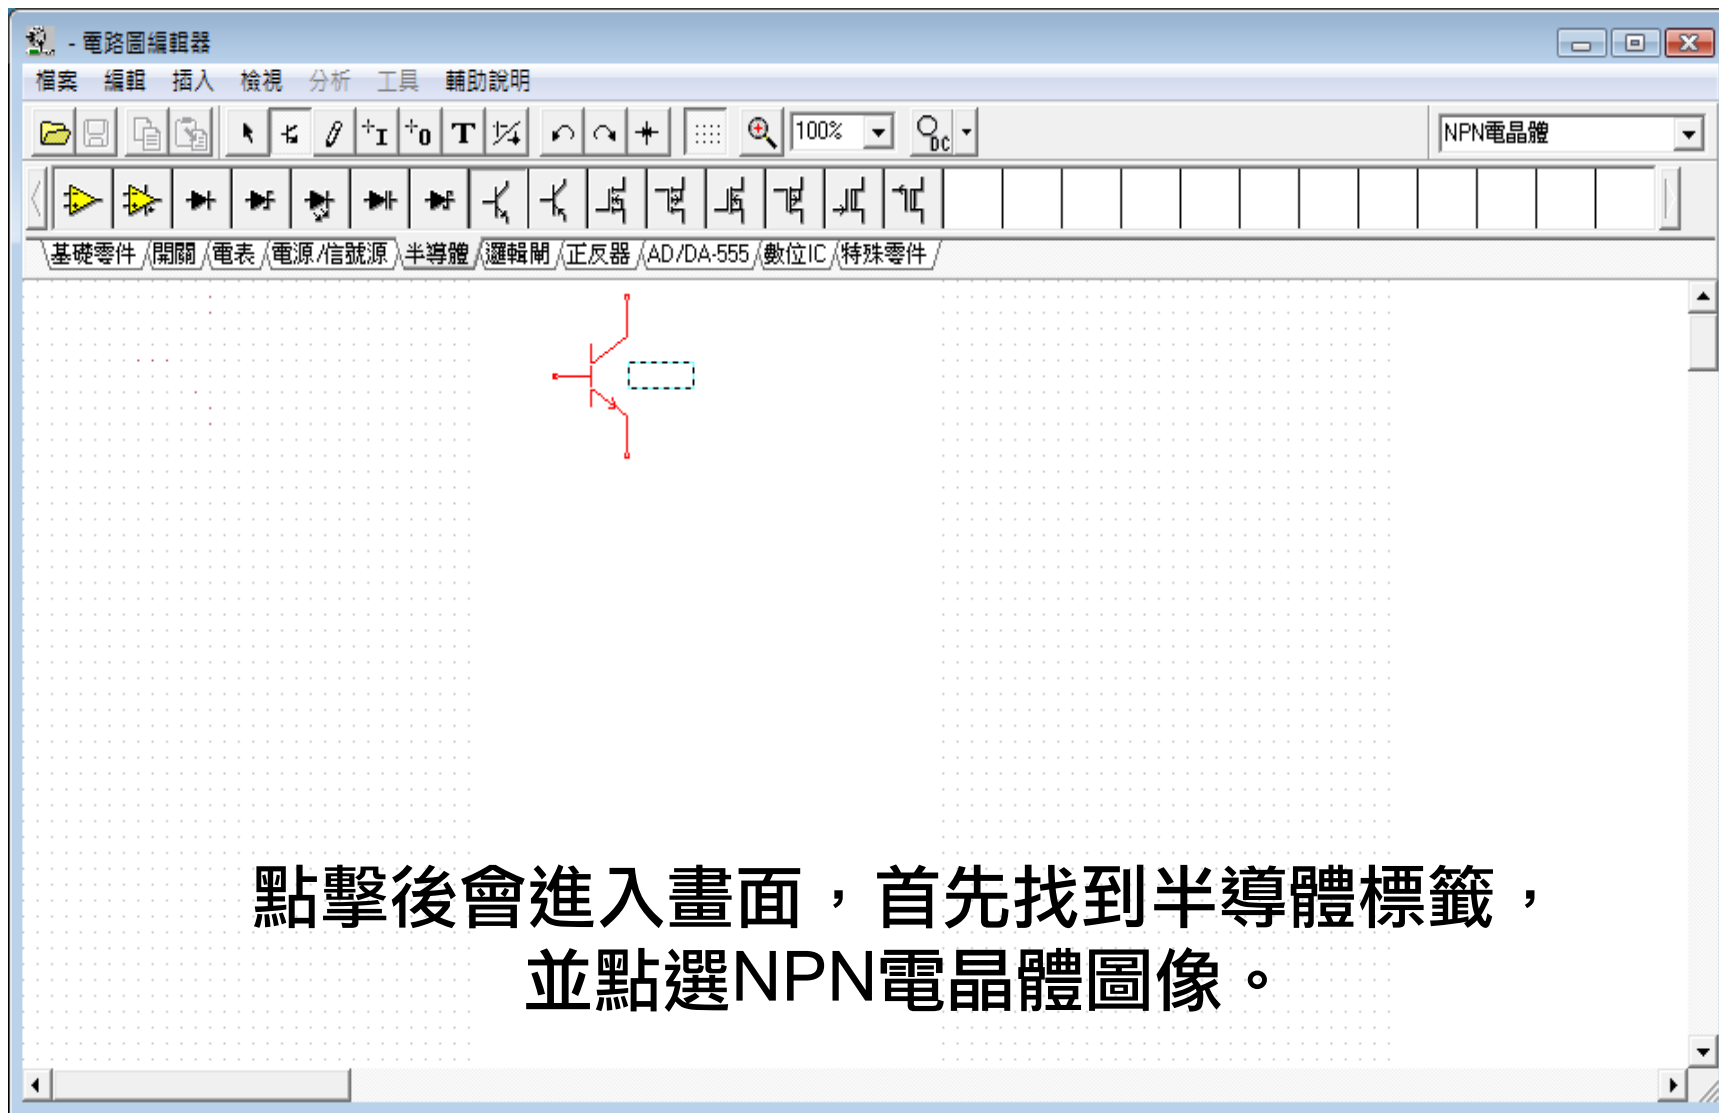 - 電路圖編輯器
檔案 編輯 插入 檢視 分析 工具 輔助說明
I 0 T 100% DC NPN電晶體
基礎零件 開關 電表 電源/信號源 半導體 邏輯閘 正反器 AD/DA-555 數位IC 特殊零件
點擊後會進入畫面，首先找到半導體標籤，
並點選NPN電晶體圖像。